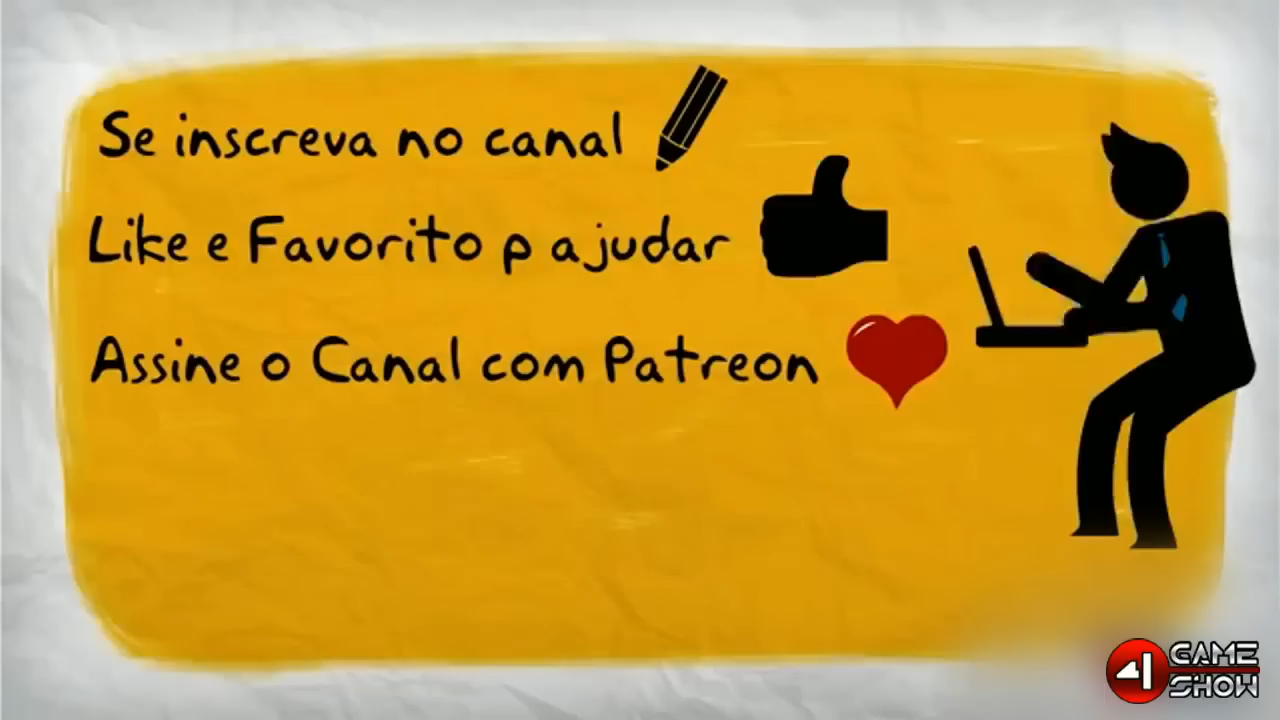 Se inscreva no canal
Like e Favorito p ajudar
Assine o Canal com Patreon
4 GAME
SHOW